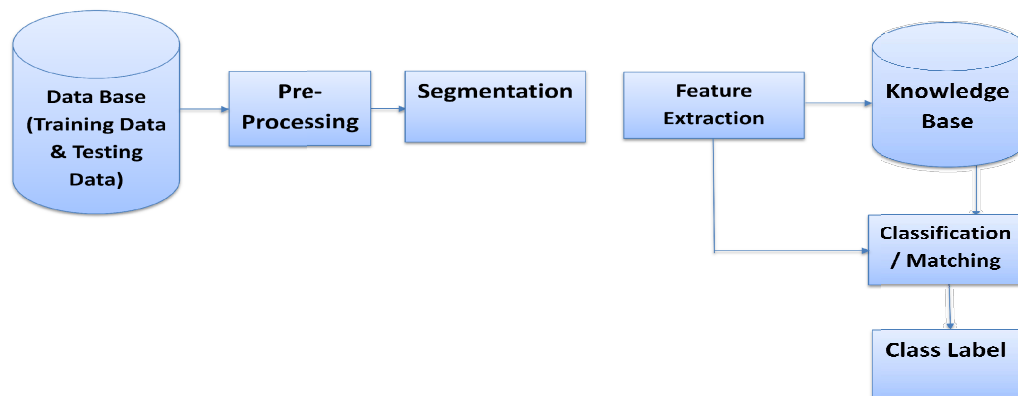 Data Base
(Training Data
& Testing
Data)
Pre-
Processing
Segmentation
Feature
Extraction
Knowledge
Base
Classification
/ Matching
Class Label